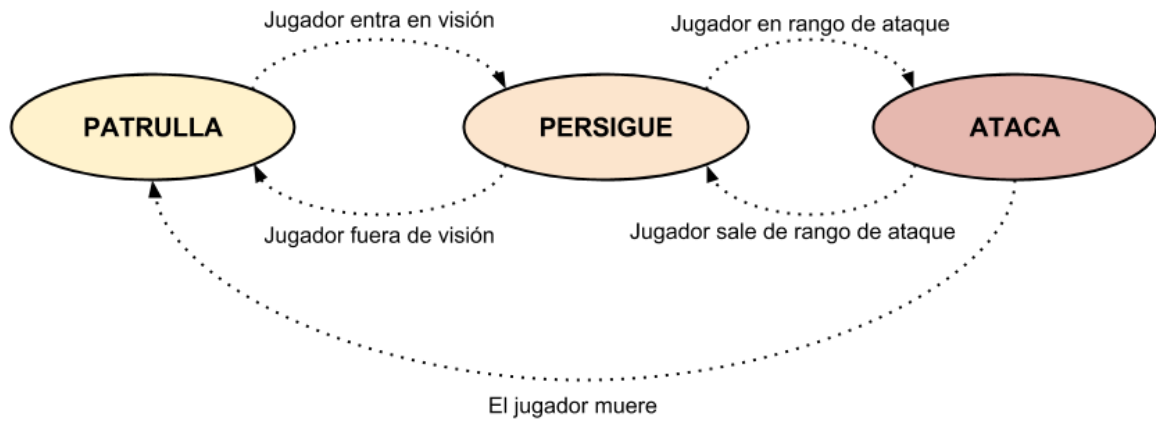 Jugador entra en visión
Jugador en rango de ataque
PATRULLA
PERSIGUE
ATACA
Jugador fuera de visión
Jugador sale de rango de ataque
El jugador muere